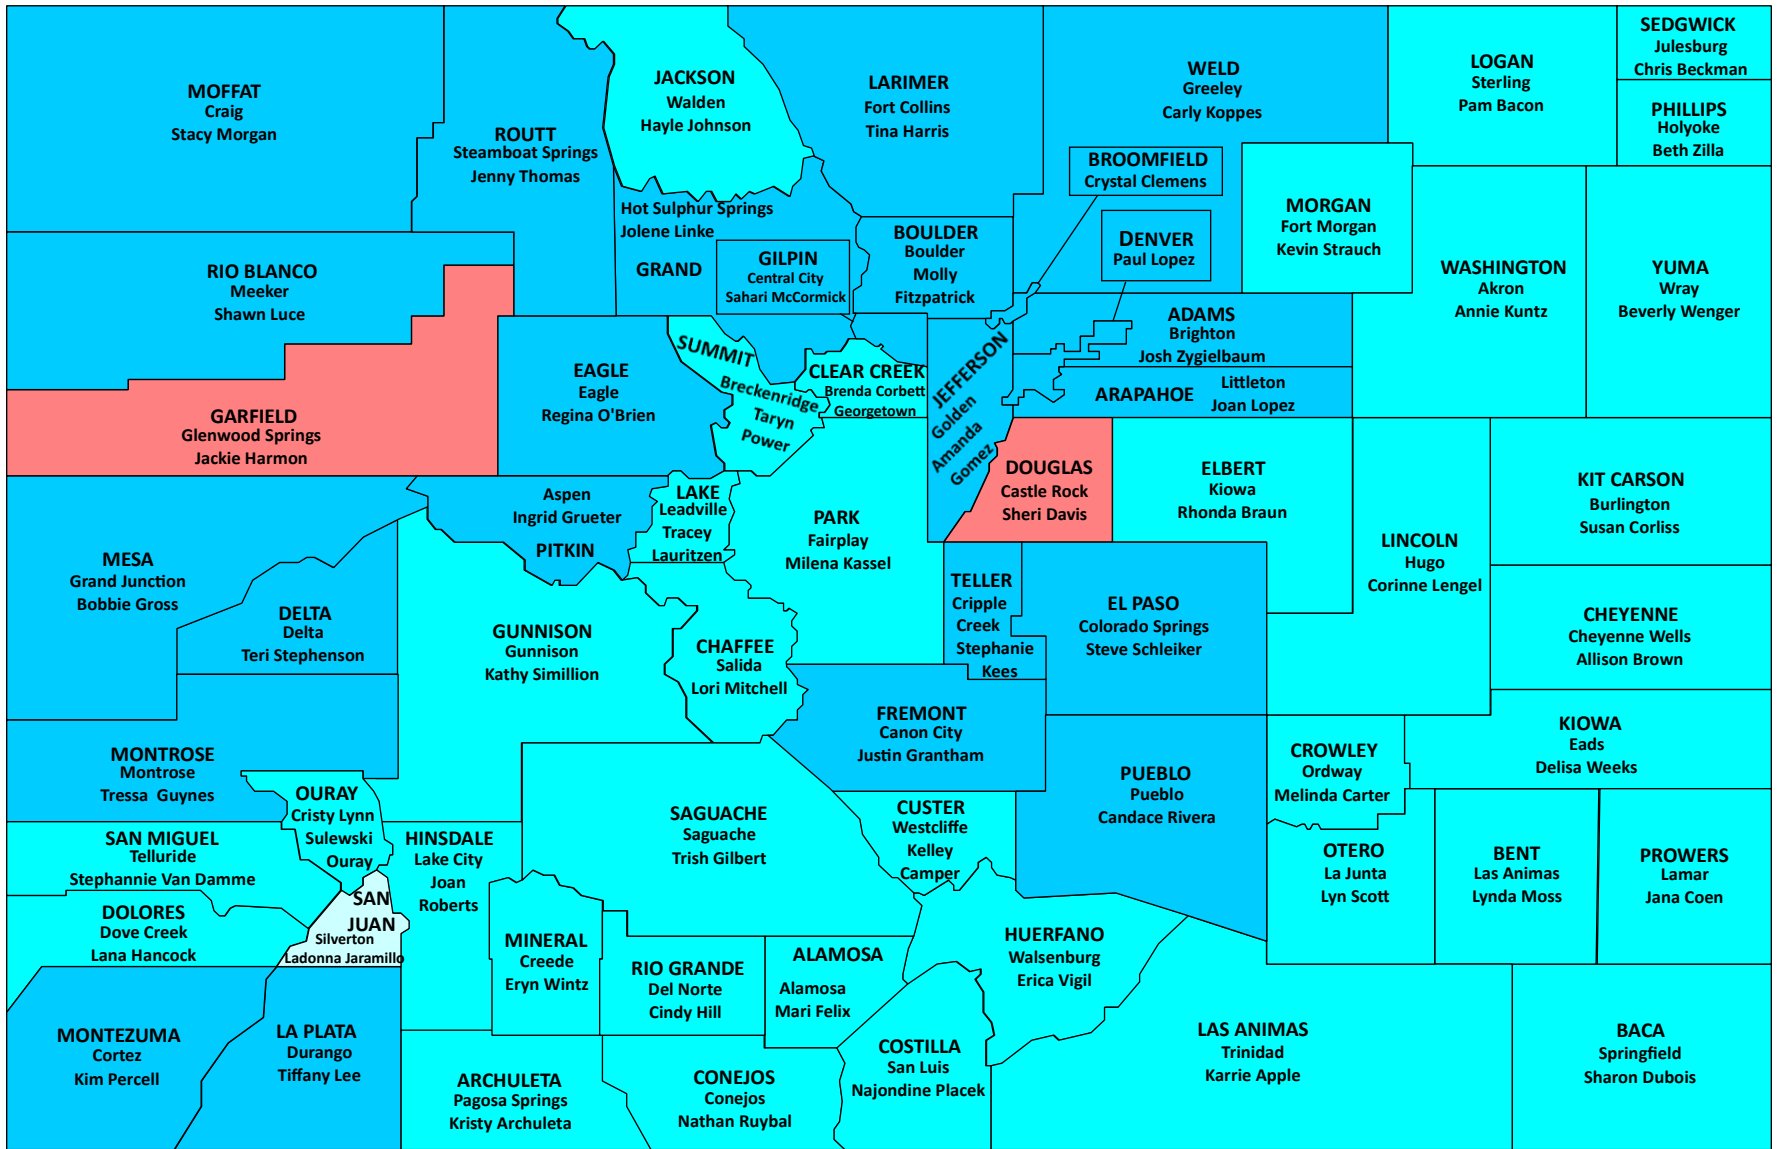 MOFFAT
Craig
Stacy Morgan
ROUTT
Steamboat Springs
Jenny Thomas
JACKSON
Walden
Hayle Johnson
LARIMER
Fort Collins
Tina Harris
WELD
Greeley
Carly Koppes
LOGAN
Sterling
Pam Bacon
SEDGWICK
Julesburg
Chris Beckman
PHILLIPS
Holyoke
Beth Zilla
BROOMFIELD
Crystal Clemens
DENVER
Paul Lopez
MORGAN
Fort Morgan
Kevin Strauch
WASHINGTON
Akron
Annie Kuntz
YUMA
Wray
Beverly Wenger
RIO BLANCO
Meeker
Shawn Luce
Hot Sulphur Springs
Jolene Linke
GRAND
GILPIN
Central City
Sahari McCormick
BOULDER
Boulder
Molly
Fitzpatrick
ADAMS
Brighton
Josh Zygielbaum
ARAPAHOE
Littleton
Joan Lopez
GARFIELD
Glenwood Springs
Jackie Harmon
EAGLE
Eagle
Regina O'Brien
SUMMIT
Breckenridge
Taryn
Power
CLEAR CREEK
Brenda Corbett
Georgetown
JEFFERSON
Golden
Amanda
Gomez
DOUGLAS
Castle Rock
Sheri Davis
ELBERT
Kiowa
Rhonda Braun
LINCOLN
Hugo
Corinne Lengel
KIT CARSON
Burlington
Susan Corliss
MESA
Grand Junction
Bobbie Gross
DELTA
Delta
Teri Stephenson
Aspen
Ingrid Grueter
PITKIN
LAKE
Leadville
Tracey
Lauritzen
PARK
Fairplay
Milena Kassel
TELLER
Cripple
Creek
Stephanie
Kees
EL PASO
Colorado Springs
Steve Schleiker
CHEYENNE
Cheyenne Wells
Allison Brown
GUNNISON
Gunnison
Kathy Simillion
CHAFFEE
Salida
Lori Mitchell
FREMONT
Canon City
Justin Grantham
PUEBLO
Pueblo
Candace Rivera
CROWLEY
Ordway
Melinda Carter
KIOWA
Eads
Delisa Weeks
MONTROSE
Montrose
Tressa  Guynes
OURAY
Cristy Lynn
Sulewski
Ouray
SAN MIGUEL
Telluride
Stephannie Van Damme
HINSDALE
Lake City
Joan
Roberts
SAGUACHE
Saguache
Trish Gilbert
CUSTER
Westcliffe
Kelley
Camper
OTERO
La Junta
Lyn Scott
BENT
Las Animas
Lynda Moss
PROWERS
Lamar
Jana Coen
DOLORES
Dove Creek
Lana Hancock
SAN
JUAN
Silverton
Ladonna Jaramillo
MINERAL
Creede
Eryn Wintz
RIO GRANDE
Del Norte
Cindy Hill
ALAMOSA
Alamosa
Mari Felix
HUERFANO
Walsenburg
Erica Vigil
MONTEZUMA
Cortez
Kim Percell
LA PLATA
Durango
Tiffany Lee
ARCHULETA
Pagosa Springs
Kristy Archuleta
CONEJOS
Conejos
Nathan Ruybal
COSTILLA
San Luis
Najondine Placek
LAS ANIMAS
Trinidad
Karrie Apple
BACA
Springfield
Sharon Dubois